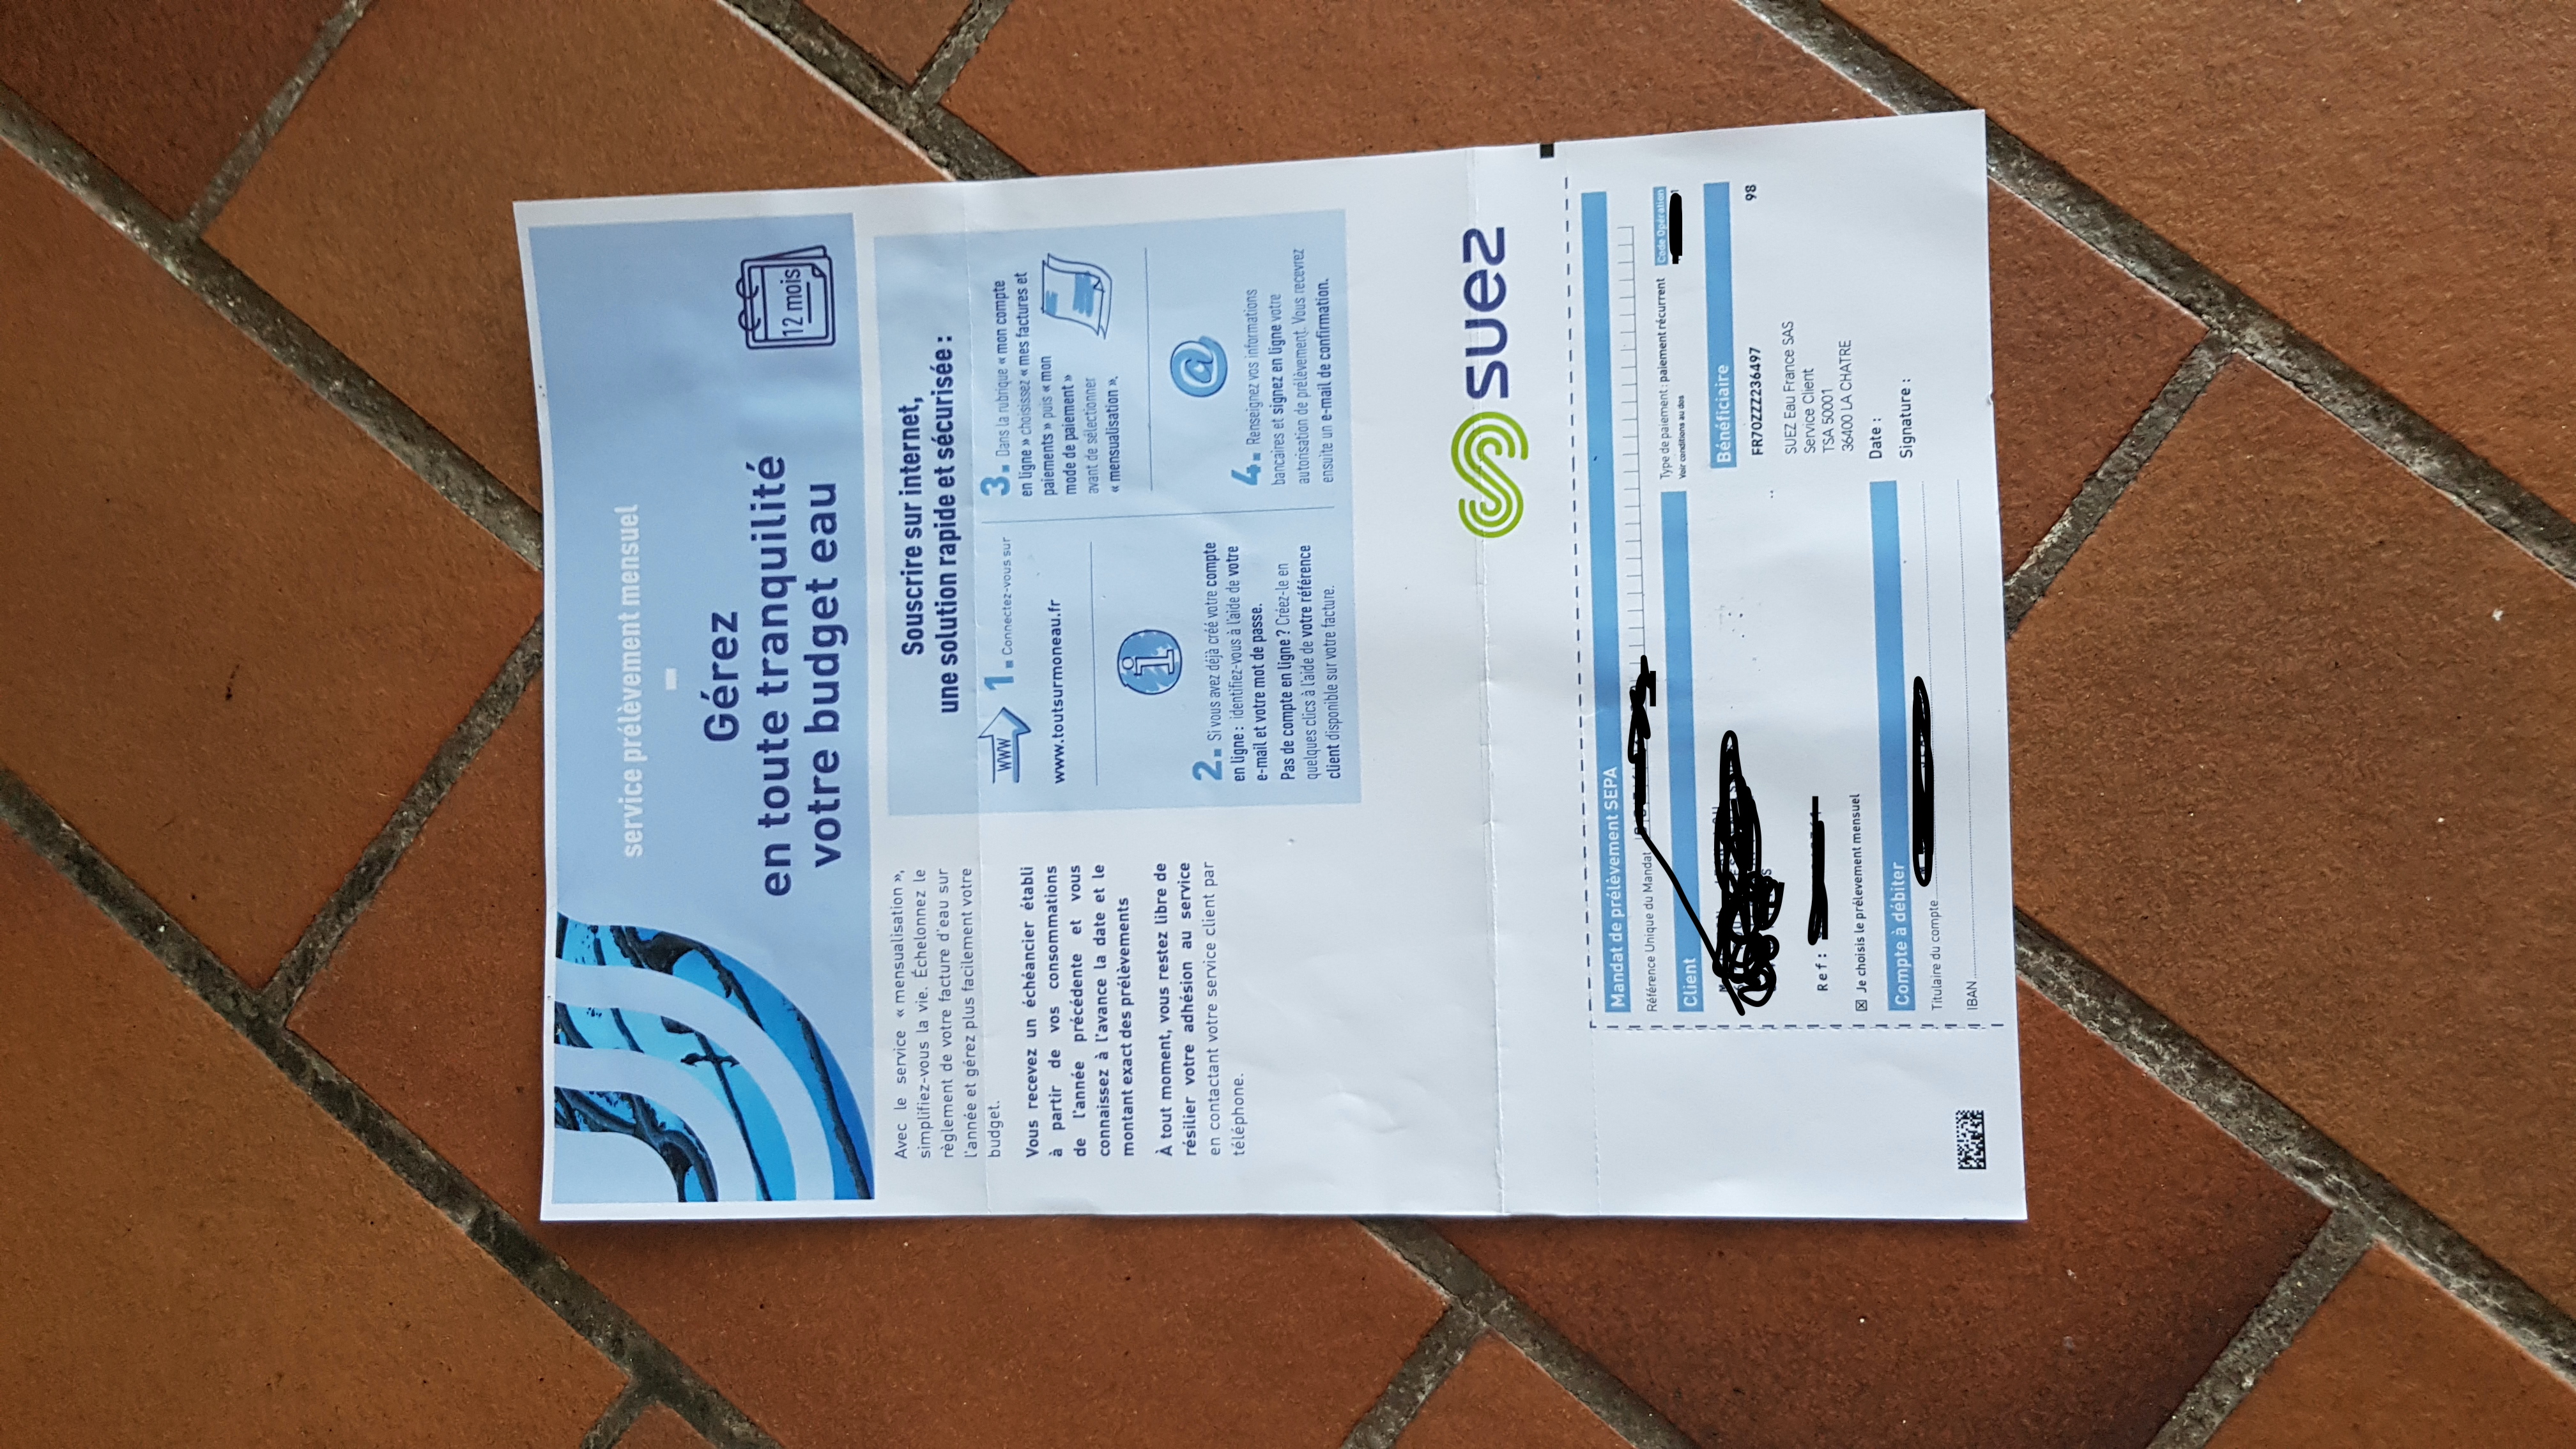 service prélèvement mensuel
Gérez
en toute tranquilité
votre budget eau
12 mois
Avec le service « mensualisation »,
simplifiez-vous la vie. Échelonnez le
règlement de votre facture d'eau sur
l'année et gérez plus facilement votre
budget.
Vous recevez un échéancier établi
à partir de vos consommations
de l'année précédente et vous
connaissez à l'avance la date et le
montant exact des prélèvements
À tout moment, vous restez libre de
résilier votre adhésion au service
en contactant votre service client par
téléphone.
Souscrire sur internet,
une solution rapide et sécurisée :
www
1. Connectez-vous sur
www.toutsurmoneau.fr
i
2. Si vous avez déjà créé votre compte
en ligne : identifiez-vous à l'aide de votre
e-mail et votre mot de passe.
Pas de compte en ligne ? Créez-le en
quelques clics à l'aide de votre référence
client disponible sur votre facture.
3. Dans la rubrique « mon compte
en ligne » choisissez « mes factures et
paiements » puis « mon
mode de paiement »
avant de sélectionner
« mensualisation ».
@
4. Renseignez vos informations
bancaires et signez en ligne votre
autorisation de prélèvement. Vous recevrez
ensuite un e-mail de confirmation.
suez
Mandat de prélèvement SEPA
Référence Unique du Mandat
Type de paiement : paiement récurrent
Voir conditions au dos
Code Opération
Client
Ref :
☒ Je choisis le prélèvement mensuel
Bénéficiaire
FR70ZZZ236497
98
SUEZ Eau France SAS
Service Client
TSA 50001
36400 LA CHATRE
Compte à débiter
Titulaire du compte
IBAN
Date :
Signature :